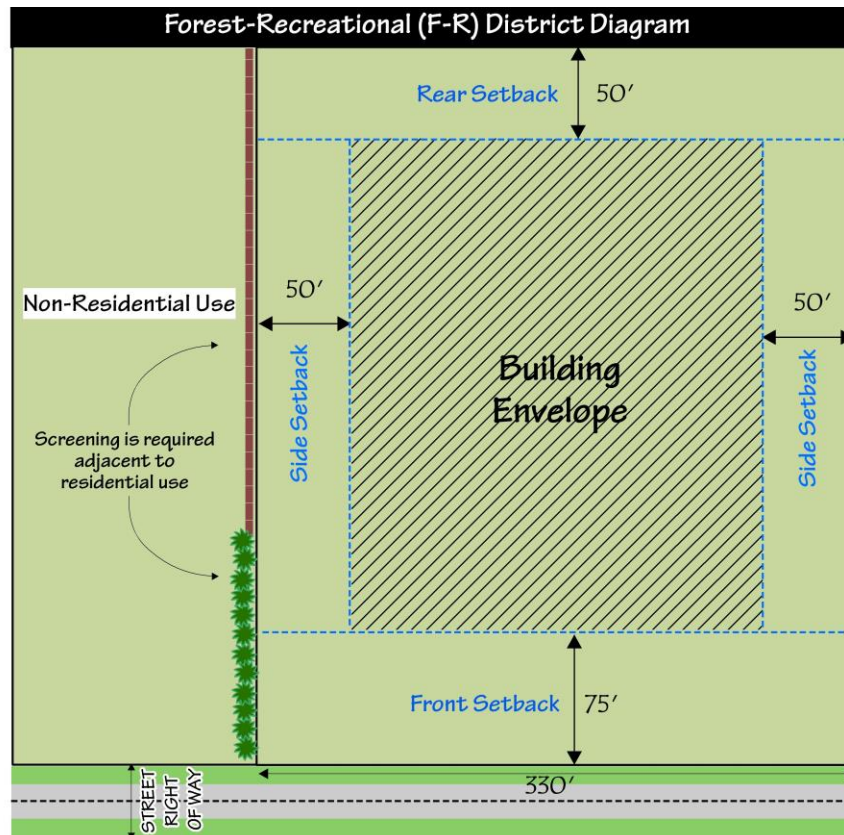 Forest-Recreational (F-R) District Diagram
Rear Setback 50'
Non-Residential Use
50'
50'
Side Setback
Building
Envelope
Side Setback
Screening is required
adjacent to
residential use
Front Setback 75'
330'
STREET
RIGHT
OF WAY